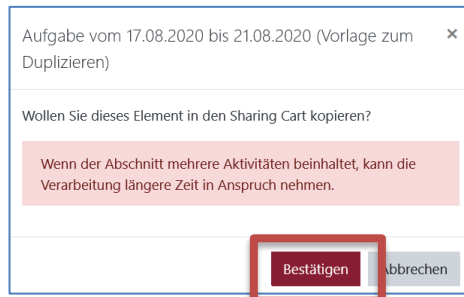 Aufgabe vom 17.08.2020 bis 21.08.2020 (Vorlage zum ×
Duplizieren)
Wollen Sie dieses Element in den Sharing Cart kopieren?
Wenn der Abschnitt mehrere Aktivitäten beinhaltet, kann die
Verarbeitung längere Zeit in Anspruch nehmen.
Bestätigen Abbrechen